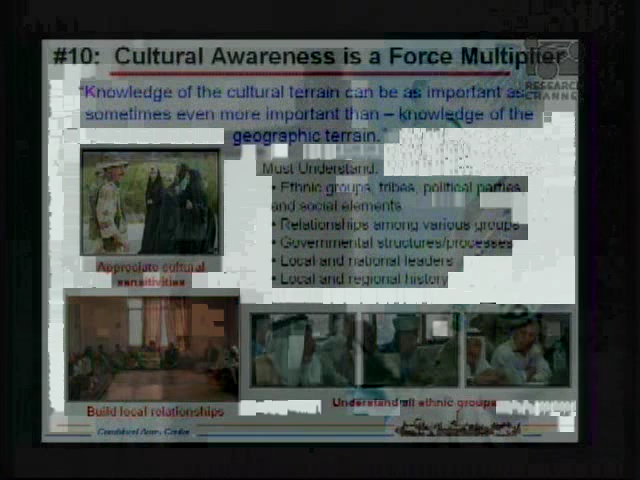 #10: Cultural Awareness is a Force Multiplier
RESEARCH
CHANNEL
"Knowledge of the cultural terrain can be as important as
sometimes even more important than – knowledge of the
geographic terrain.
Must Understand:
• Ethnic groups, tribes, political parties
and social elements
• Relationships among various groups
• Governmental structures/processes
• Local and national leaders
• Local and regional history
Appreciate cultural
sensitivities
Build local relationships
Understand all ethnic groups
Combined Arms Center